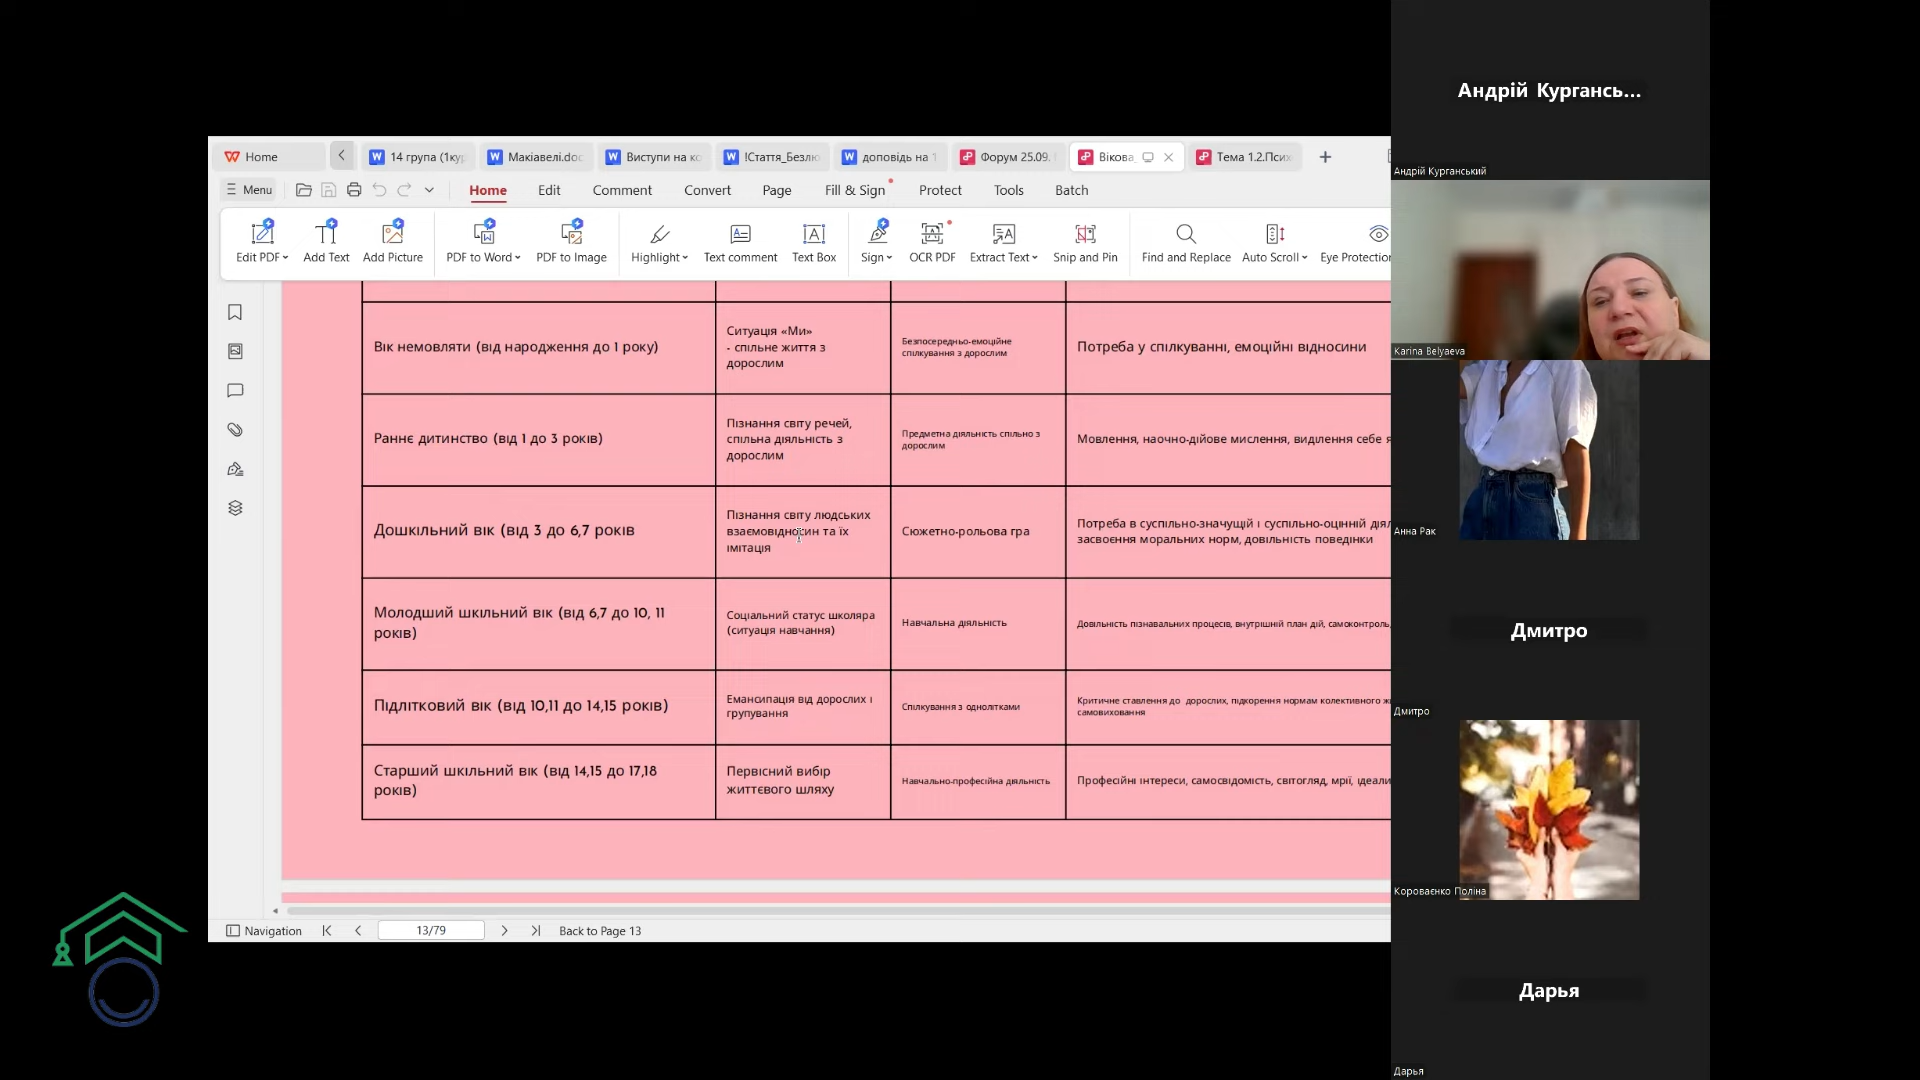 Home
14 група (1кур
Макіавелі.doc
Виступи на ко
!Стаття_Безлю
доповідь на 1
Форум 25.09.
Вікова_
Тема 1.2.Псих
Menu
Home
Edit
Comment
Convert
Page
Fill & Sign
Protect
Tools
Batch
Edit PDF
Add Text
Add Picture
PDF to Word
PDF to Image
Highlight
Text comment
Text Box
Sign
OCR PDF
Extract Text
Snip and Pin
Find and Replace
Auto Scroll
Eye Protection
Вік немовляти (від народження до 1 року)
Ситуація «Ми»
- спільне життя з
дорослим
Безпосередньо-емоційне
спілкування з дорослим
Потреба у спілкуванні, емоційні відносини
Раннє дитинство (від 1 до 3 років)
Пізнання світу речей,
спільна діяльність з
дорослим
Предметна діяльність спільно з
дорослим
Мовлення, наочно-дійове мислення, виділення себе я
Дошкільний вік (від 3 до 6,7 років
Пізнання світу людських
взаємовідносин та їх
імітація
Сюжетно-рольова гра
Потреба в суспільно-значущій і суспільно-оцінній діял
засвоєння моральних норм, довільність поведінки
Молодший шкільний вік (від 6,7 до 10, 11
років)
Соціальний статус школяра
(ситуація навчання)
Навчальна діяльність
Довільність пізнавальних процесів, внутрішній план дій, самоконтроль,
Підлітковий вік (від 10,11 до 14,15 років)
Емансипація від дорослих і
групування
Спілкування з однолітками
Критичне ставлення до дорослих, підкорення нормам колективного ж
самовиховання
Старший шкільний вік (від 14,15 до 17,18
років)
Первісний вибір
життєвого шляху
Навчально-професійна діяльність
Професійні інтереси, самосвідомість, світогляд, мрії, ідеали
Navigation
13/79
Back to Page 13
Андрій Кургансь...
Андрій Курганський
Karina Belyaeva
Анна Рак
Дмитро
Дмитро
Короваєнко Поліна
Дарья
Дарья